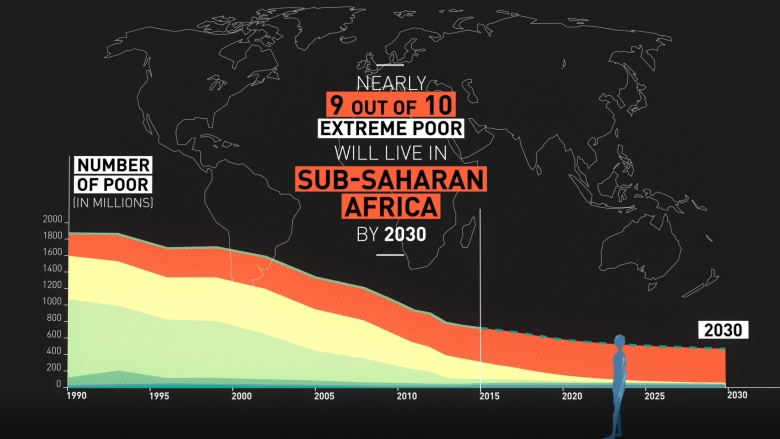 NEARLY
9 OUT OF 10
EXTREME POOR
WILL LIVE IN
SUB-SAHARAN
AFRICA
BY 2030
NUMBER
OF POOR
(IN MILLIONS)
2000
1800
1600
1400
1200
1000
800
600
400
200
0
2030
1990 1995 2000 2005 2010 2015 2020 2025 2030